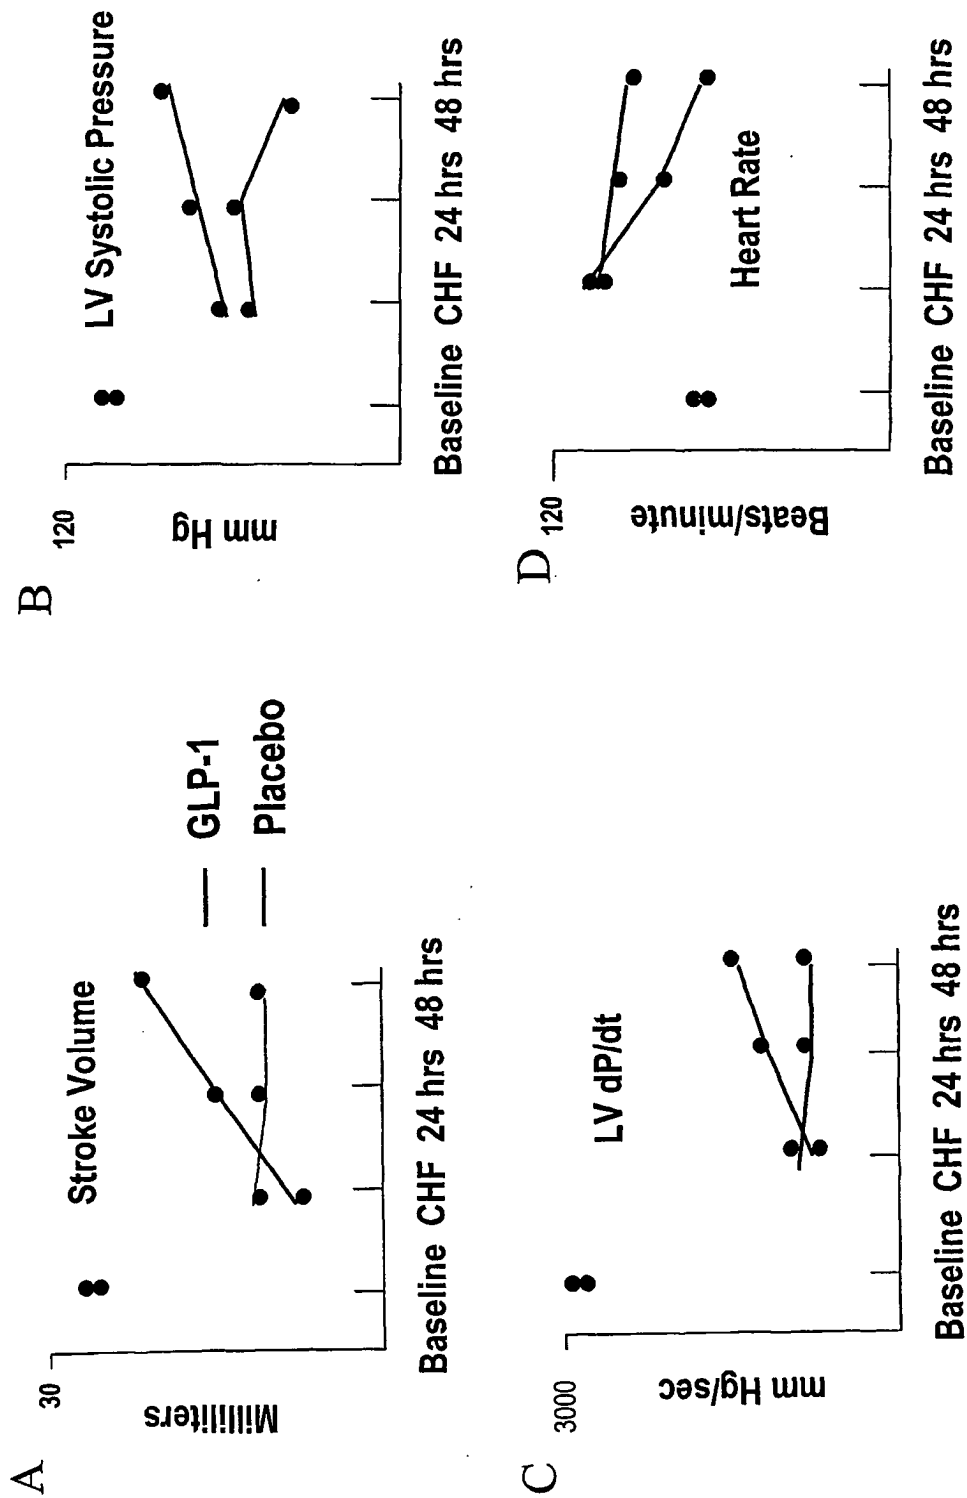 A
Stroke Volume
30
Milliliters
Baseline CHF 24 hrs 48 hrs
GLP-1
Placebo
B
LV Systolic Pressure
120
mm Hg
Baseline CHF 24 hrs 48 hrs
C
LV dP/dt
3000
mm Hg/sec
Baseline CHF 24 hrs 48 hrs
D
Heart Rate
120
Beats/minute
Baseline CHF 24 hrs 48 hrs